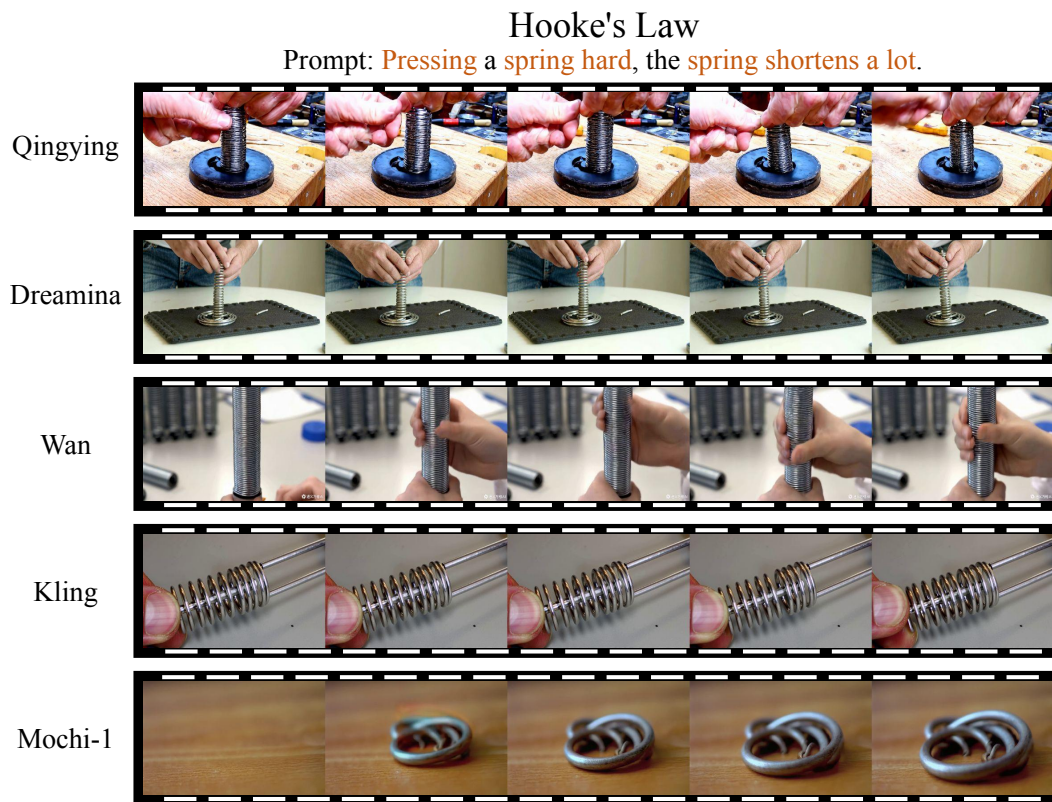 Hooke's Law
Prompt: Pressing a spring hard, the spring shortens a lot.
Qingying
Dreamina
Wan
Kling
Mochi-1